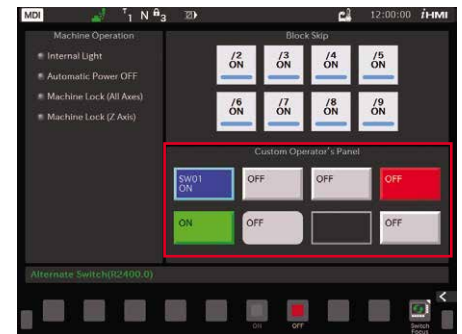 MDI
T 1 N B 3
12:00:00 iHMI
Machine Operation
Internal Light
Automatic Power OFF
Machine Lock (All Axes)
Machine Lock (Z Axis)
Block Skip
/2
ON
/3
ON
/4
ON
/5
ON
/6
ON
/7
ON
/8
ON
/9
ON
Custom Operator's Panel
SW01
ON
OFF
OFF
OFF
ON
OFF
OFF
Alternate Switch(R2400.0)
ON
OFF
Switch
Focus